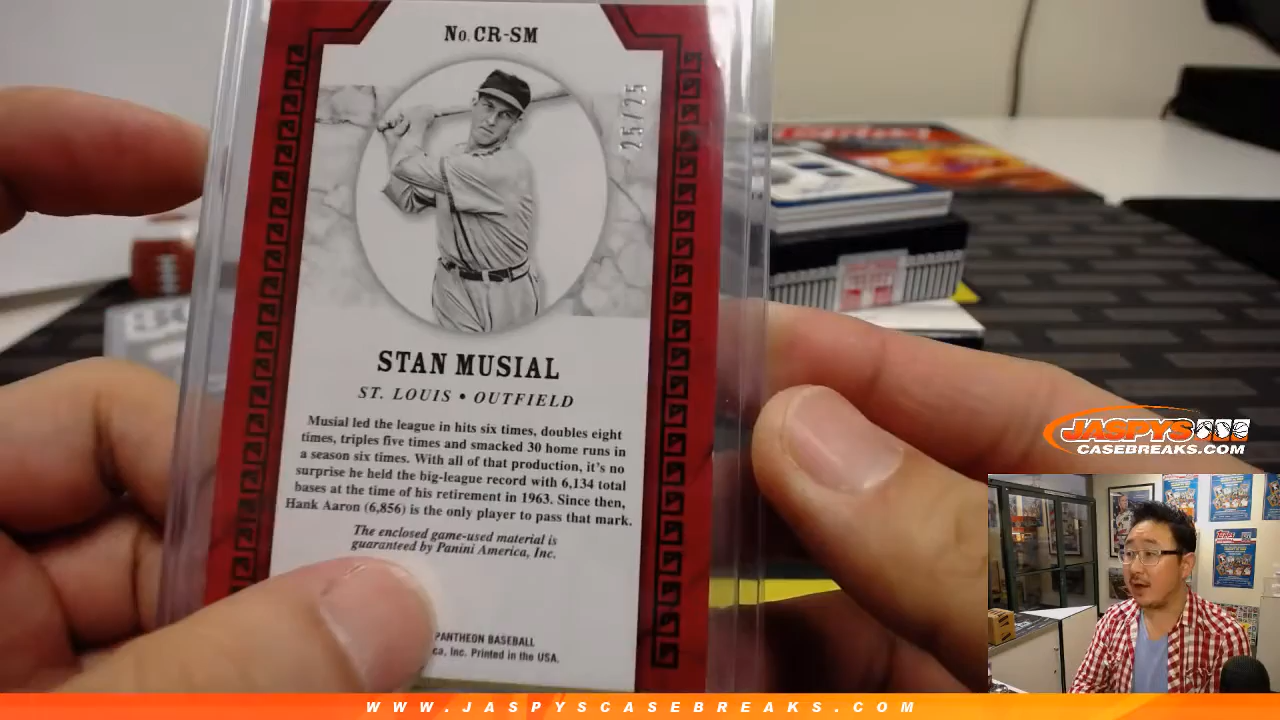 No. CR-SM
25/25
STAN MUSIAL
ST. LOUIS • OUTFIELD
Musial led the league in hits six times, doubles eight
times, triples five times and smacked 30 home runs in
a season six times. With all of that production, it's no
surprise he held the big-league record with 6,134 total
bases at the time of his retirement in 1963. Since then,
Hank Aaron (6,856) is the only player to pass that mark.
The enclosed game-used material is
guaranteed by Panini America, Inc.
PANTHEON BASEBALL
Inc. Printed in the USA.
JASPYS
CASEBREAKS.COM
WWW.JASPYSCASEBREAKS.COM